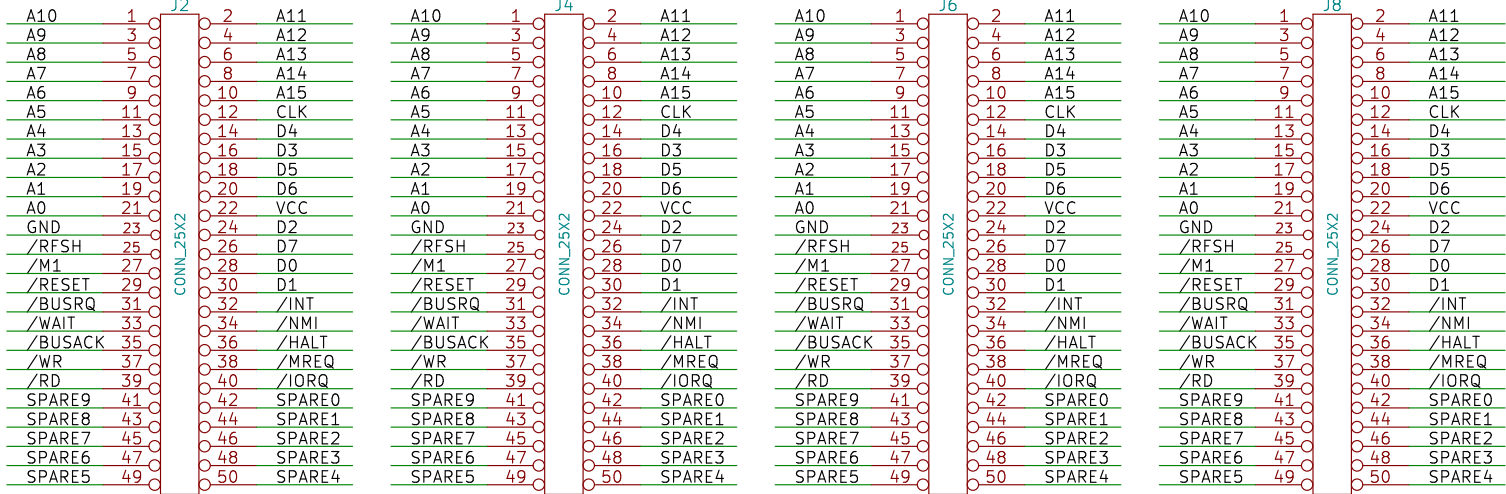 J2 J4 J6 J8
A10 1 2 A11 A10 1 2 A11 A10 1 2 A11 A10 1 2 A11
A9 3 4 A12 A9 3 4 A12 A9 3 4 A12 A9 3 4 A12
A8 5 6 A13 A8 5 6 A13 A8 5 6 A13 A8 5 6 A13
A7 7 8 A14 A7 7 8 A14 A7 7 8 A14 A7 7 8 A14
A6 9 10 A15 A6 9 10 A15 A6 9 10 A15 A6 9 10 A15
A5 11 12 CLK A5 11 12 CLK A5 11 12 CLK A5 11 12 CLK
A4 13 14 D4 A4 13 14 D4 A4 13 14 D4 A4 13 14 D4
A3 15 16 D3 A3 15 16 D3 A3 15 16 D3 A3 15 16 D3
A2 17 18 D5 A2 17 18 D5 A2 17 18 D5 A2 17 18 D5
A1 19 20 D6 A1 19 20 D6 A1 19 20 D6 A1 19 20 D6
A0 21 22 VCC A0 21 22 VCC A0 21 22 VCC A0 21 22 VCC
GND 23 24 D2 GND 23 24 D2 GND 23 24 D2 GND 23 24 D2
/RFSH 25 26 D7 /RFSH 25 26 D7 /RFSH 25 26 D7 /RFSH 25 26 D7
/M1 27 28 D0 /M1 27 28 D0 /M1 27 28 D0 /M1 27 28 D0
/RESET 29 30 D1 /RESET 29 30 D1 /RESET 29 30 D1 /RESET 29 30 D1
/BUSRQ 31 32 /INT /BUSRQ 31 32 /INT /BUSRQ 31 32 /INT /BUSRQ 31 32 /INT
/WAIT 33 34 /NMI /WAIT 33 34 /NMI /WAIT 33 34 /NMI /WAIT 33 34 /NMI
/BUSACK 35 36 /HALT /BUSACK 35 36 /HALT /BUSACK 35 36 /HALT /BUSACK 35 36 /HALT
/WR 37 38 /MREQ /WR 37 38 /MREQ /WR 37 38 /MREQ /WR 37 38 /MREQ
/RD 39 40 /IORQ /RD 39 40 /IORQ /RD 39 40 /IORQ /RD 39 40 /IORQ
SPARE9 41 42 SPARE0 SPARE9 41 42 SPARE0 SPARE9 41 42 SPARE0 SPARE9 41 42 SPARE0
SPARE8 43 44 SPARE1 SPARE8 43 44 SPARE1 SPARE8 43 44 SPARE1 SPARE8 43 44 SPARE1
SPARE7 45 46 SPARE2 SPARE7 45 46 SPARE2 SPARE7 45 46 SPARE2 SPARE7 45 46 SPARE2
SPARE6 47 48 SPARE3 SPARE6 47 48 SPARE3 SPARE6 47 48 SPARE3 SPARE6 47 48 SPARE3
SPARE5 49 50 SPARE4 SPARE5 49 50 SPARE4 SPARE5 49 50 SPARE4 SPARE5 49 50 SPARE4
CONN_25X2
CONN_25X2
CONN_25X2
CONN_25X2